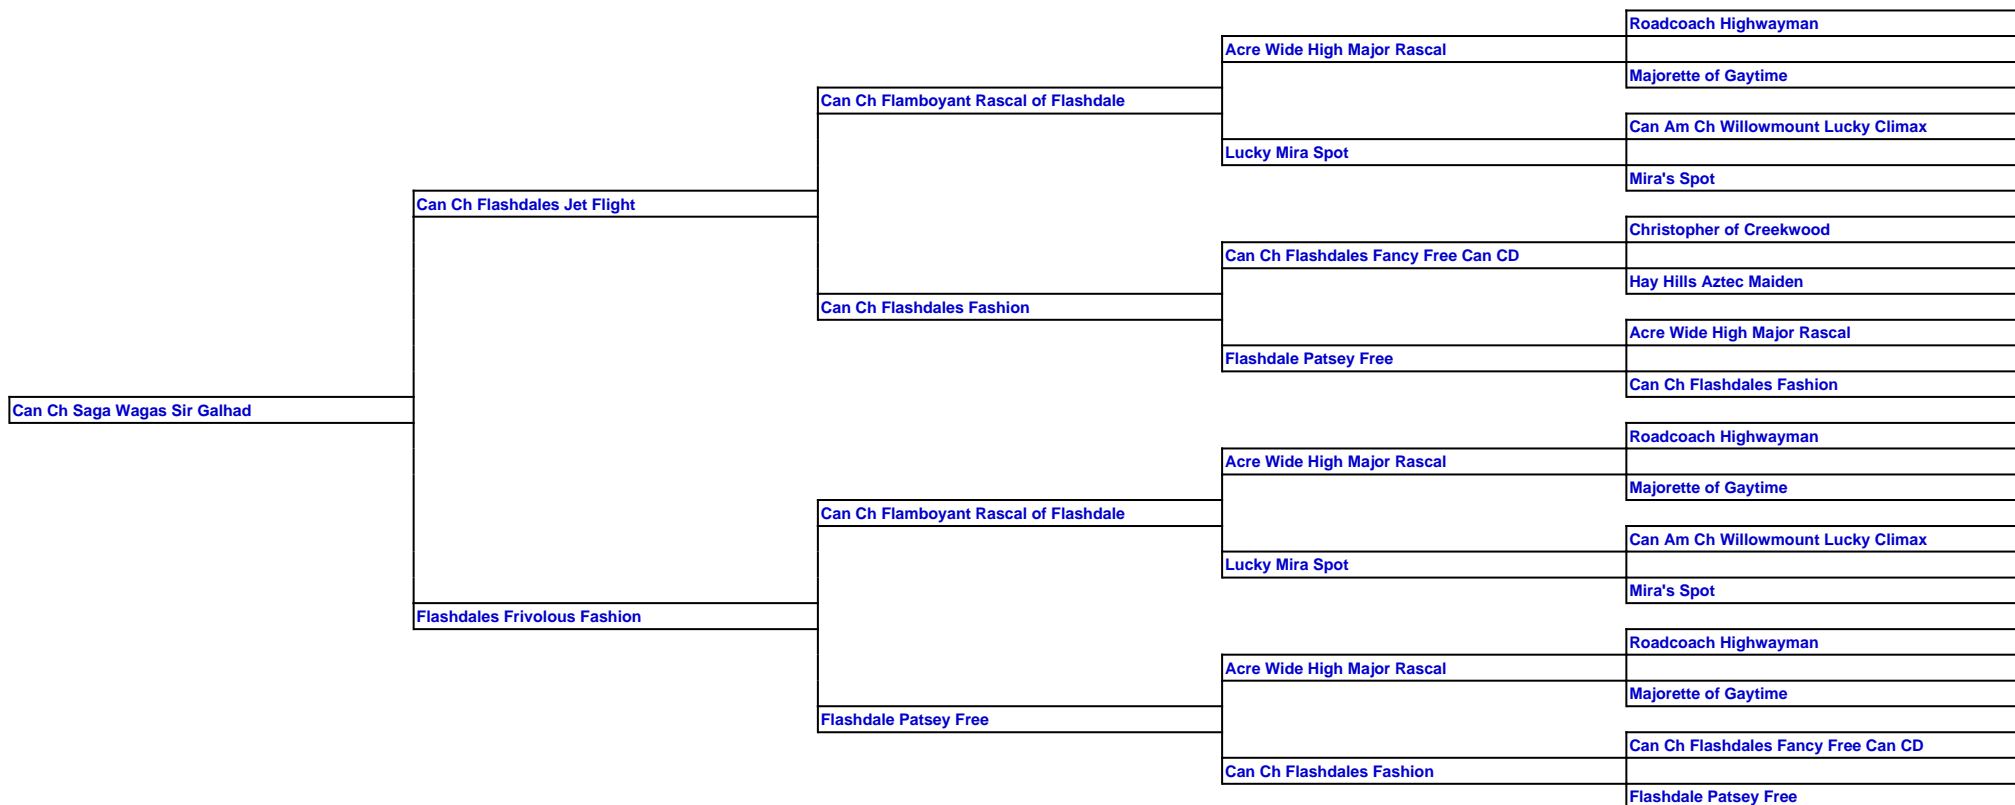 Roadcoach Highwayman
Acre Wide High Major Rascal
Majorette of Gaytime
Can Ch Flamboyant Rascal of Flashdale
Can Am Ch Willowmount Lucky Climax
Lucky Mira Spot
Mira's Spot
Can Ch Flashdales Jet Flight
Christopher of Creekwood
Can Ch Flashdales Fancy Free Can CD
Hay Hills Aztec Maiden
Can Ch Flashdales Fashion
Acre Wide High Major Rascal
Flashdale Patsey Free
Can Ch Flashdales Fashion
Can Ch Saga Wagas Sir Galhad
Roadcoach Highwayman
Acre Wide High Major Rascal
Majorette of Gaytime
Can Ch Flamboyant Rascal of Flashdale
Can Am Ch Willowmount Lucky Climax
Lucky Mira Spot
Mira's Spot
Flashdales Frivolous Fashion
Roadcoach Highwayman
Acre Wide High Major Rascal
Majorette of Gaytime
Flashdale Patsey Free
Can Ch Flashdales Fancy Free Can CD
Can Ch Flashdales Fashion
Flashdale Patsey Free